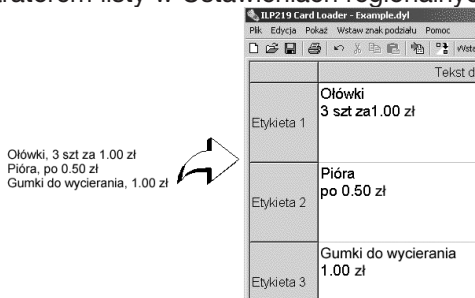 aratorem listy w Ustawieniach regionalnyc
ILP219 Card Loader - Example.dyl
Plik Edycja Pokaż Wstaw znak podziału Pomoc
Wsta
Tekst d
Etykieta 1
Ołówki
3 szt za1.00 zł
Ołówki, 3 szt za 1.00 zł
Pióra, po 0.50 zł
Gumki do wycierania, 1.00 zł
Etykieta 2
Pióra
po 0.50 zł
Etykieta 3
Gumki do wycierania
1.00 zł